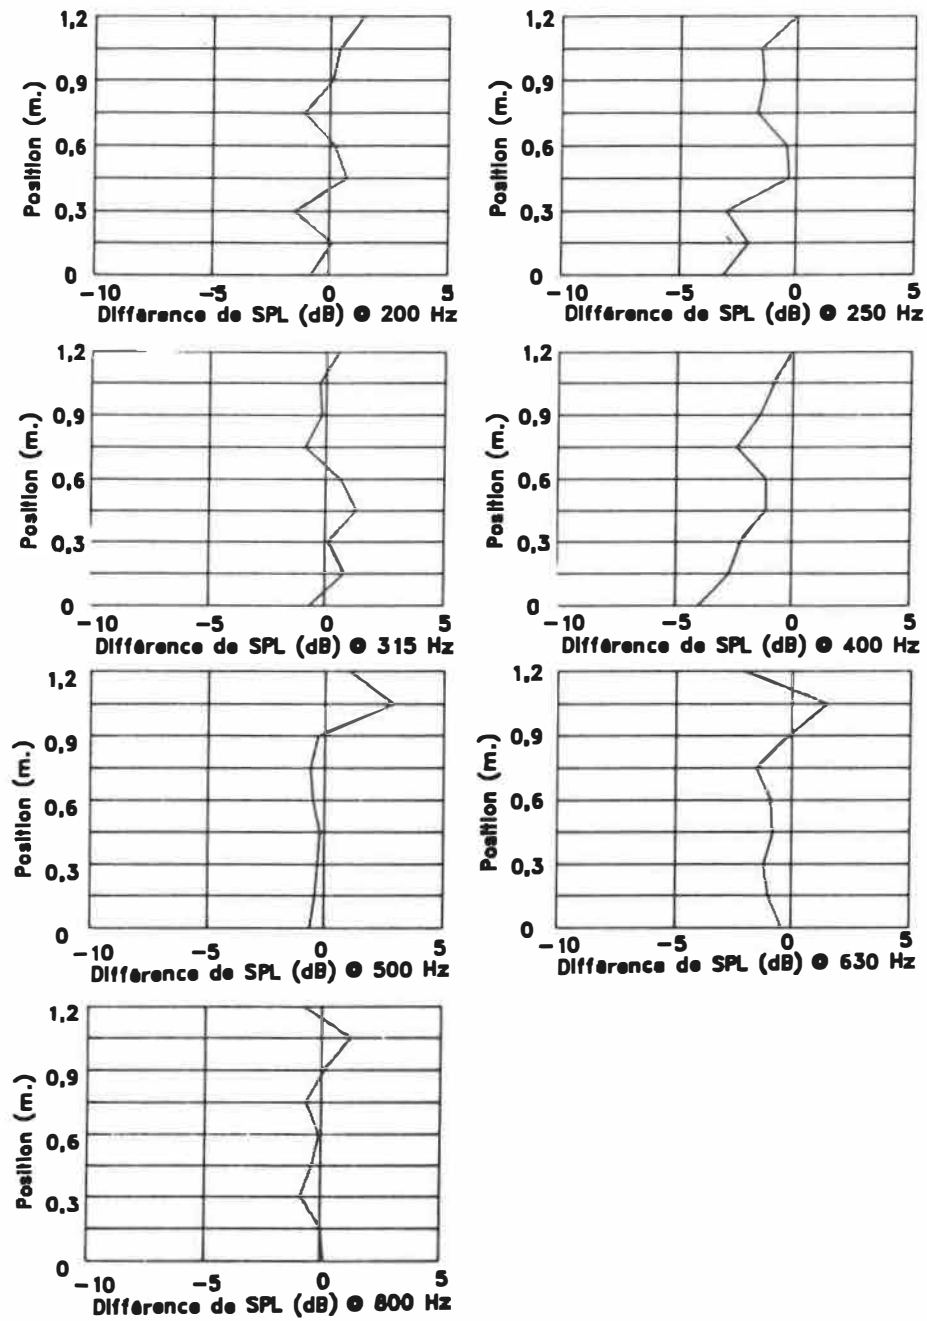 1,2
0,9
0,6
0,3
0
Position (m.)
-10 -5 0 5
Différence de SPL (dB) @ 200 Hz
1,2
0,9
0,6
0,3
0
Position (m.)
-10 -5 0 5
Différence de SPL (dB) @ 250 Hz
1,2
0,9
0,6
0,3
0
Position (m.)
-10 -5 0 5
Différence de SPL (dB) @ 315 Hz
1,2
0,9
0,6
0,3
0
Position (m.)
-10 -5 0 5
Différence de SPL (dB) @ 400 Hz
1,2
0,9
0,6
0,3
0
Position (m.)
-10 -5 0 5
Différence de SPL (dB) @ 500 Hz
1,2
0,9
0,6
0,3
0
Position (m.)
-10 -5 0 5
Différence de SPL (dB) @ 630 Hz
1,2
0,9
0,6
0,3
0
Position (m.)
-10 -5 0 5
Différence de SPL (dB) @ 800 Hz